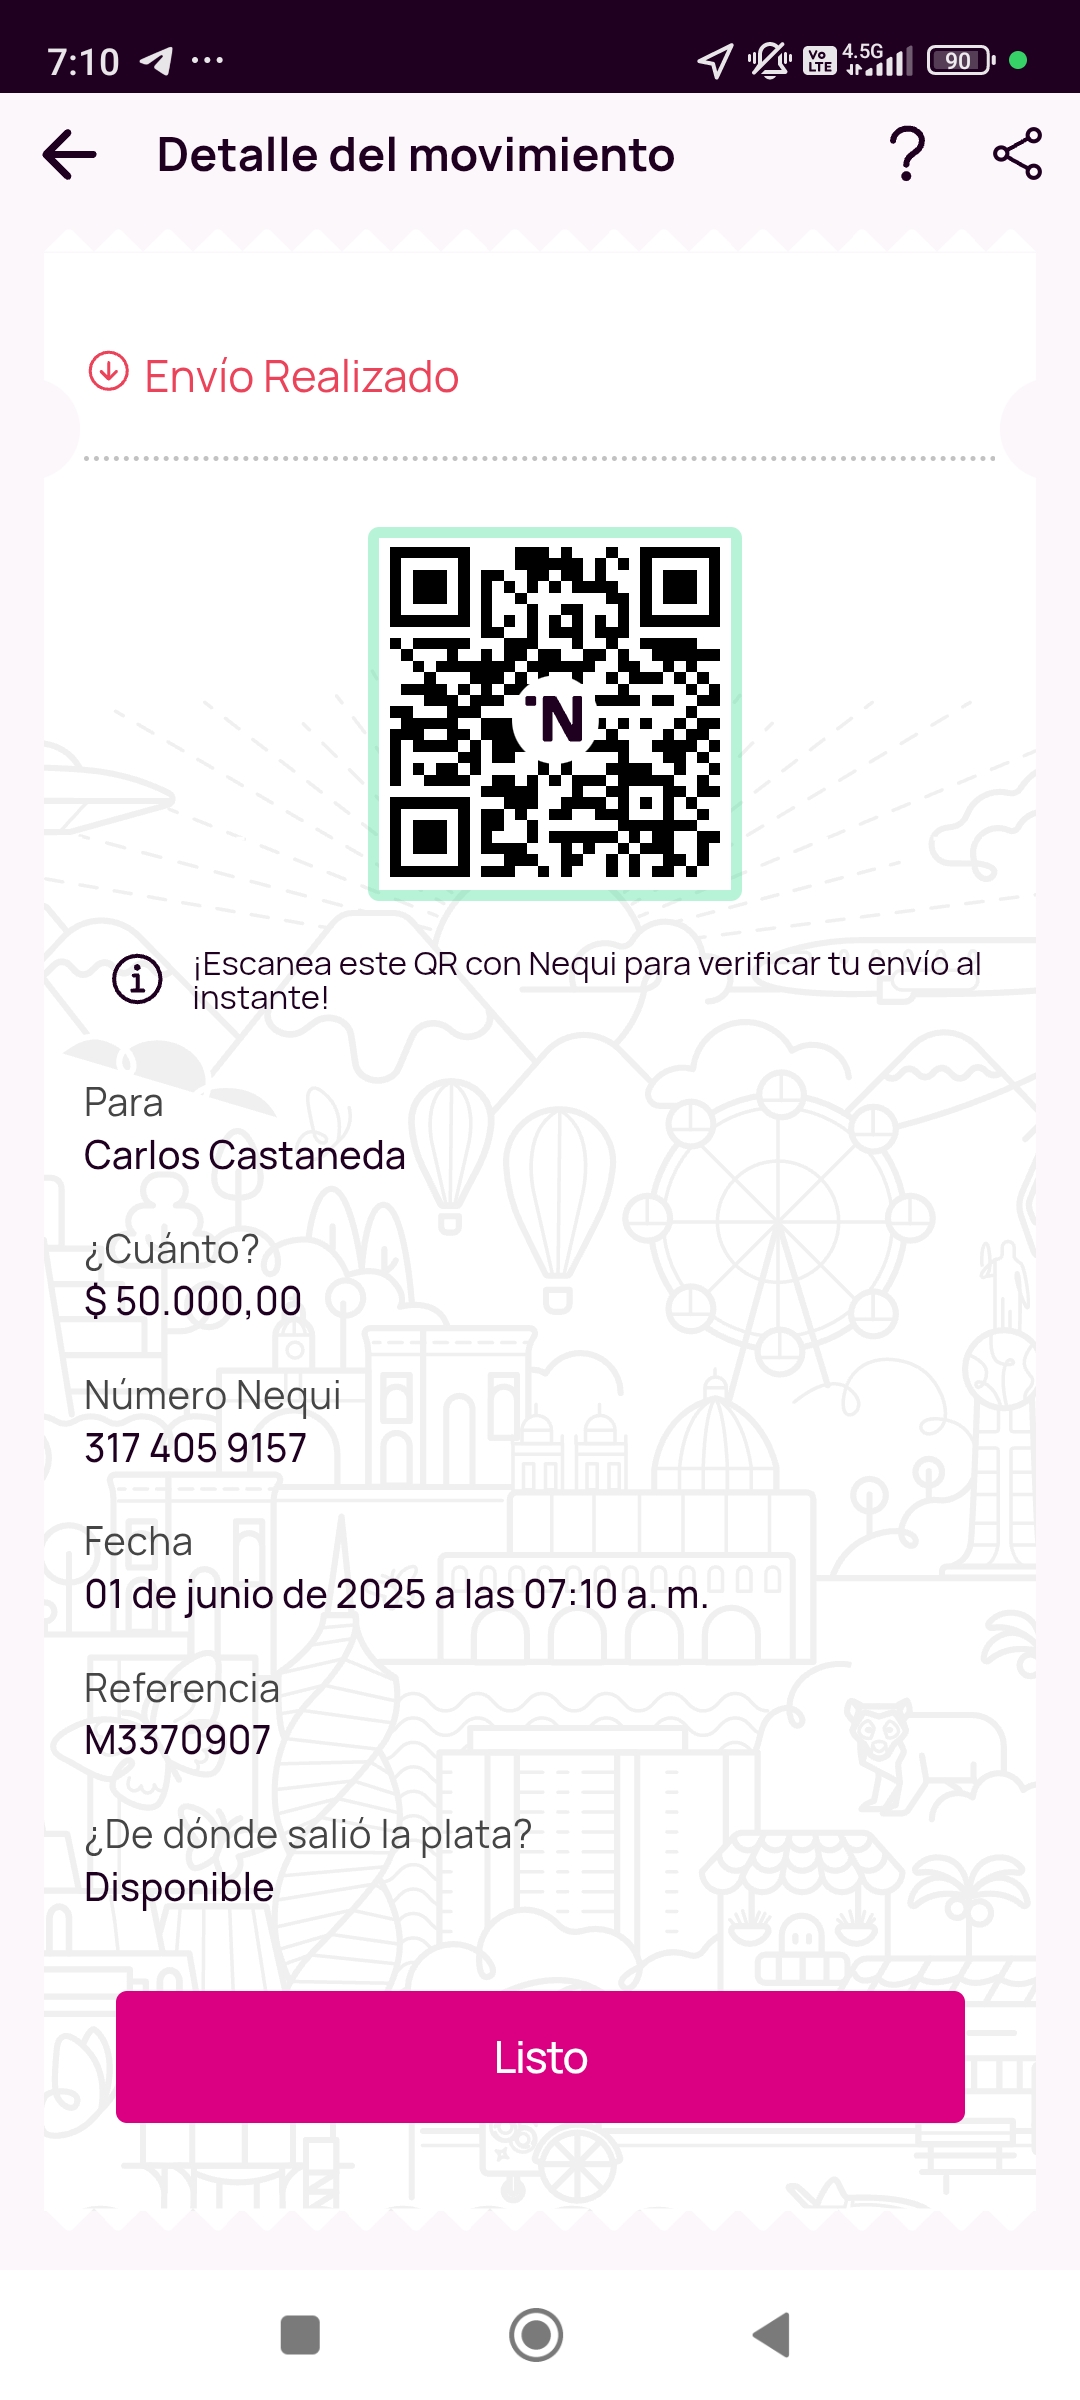 7:10 ...
Vo LTE 4.5G 90
Detalle del movimiento
Envío Realizado
N
¡Escanea este QR con Nequi para verificar tu envío al
instante!
Para
Carlos Castaneda
¿Cuánto?
$ 50.000,00
Número Nequi
317 405 9157
Fecha
01 de junio de 2025 a las 07:10 a. m.
Referencia
M3370907
¿De dónde salió la plata?
Disponible
Listo